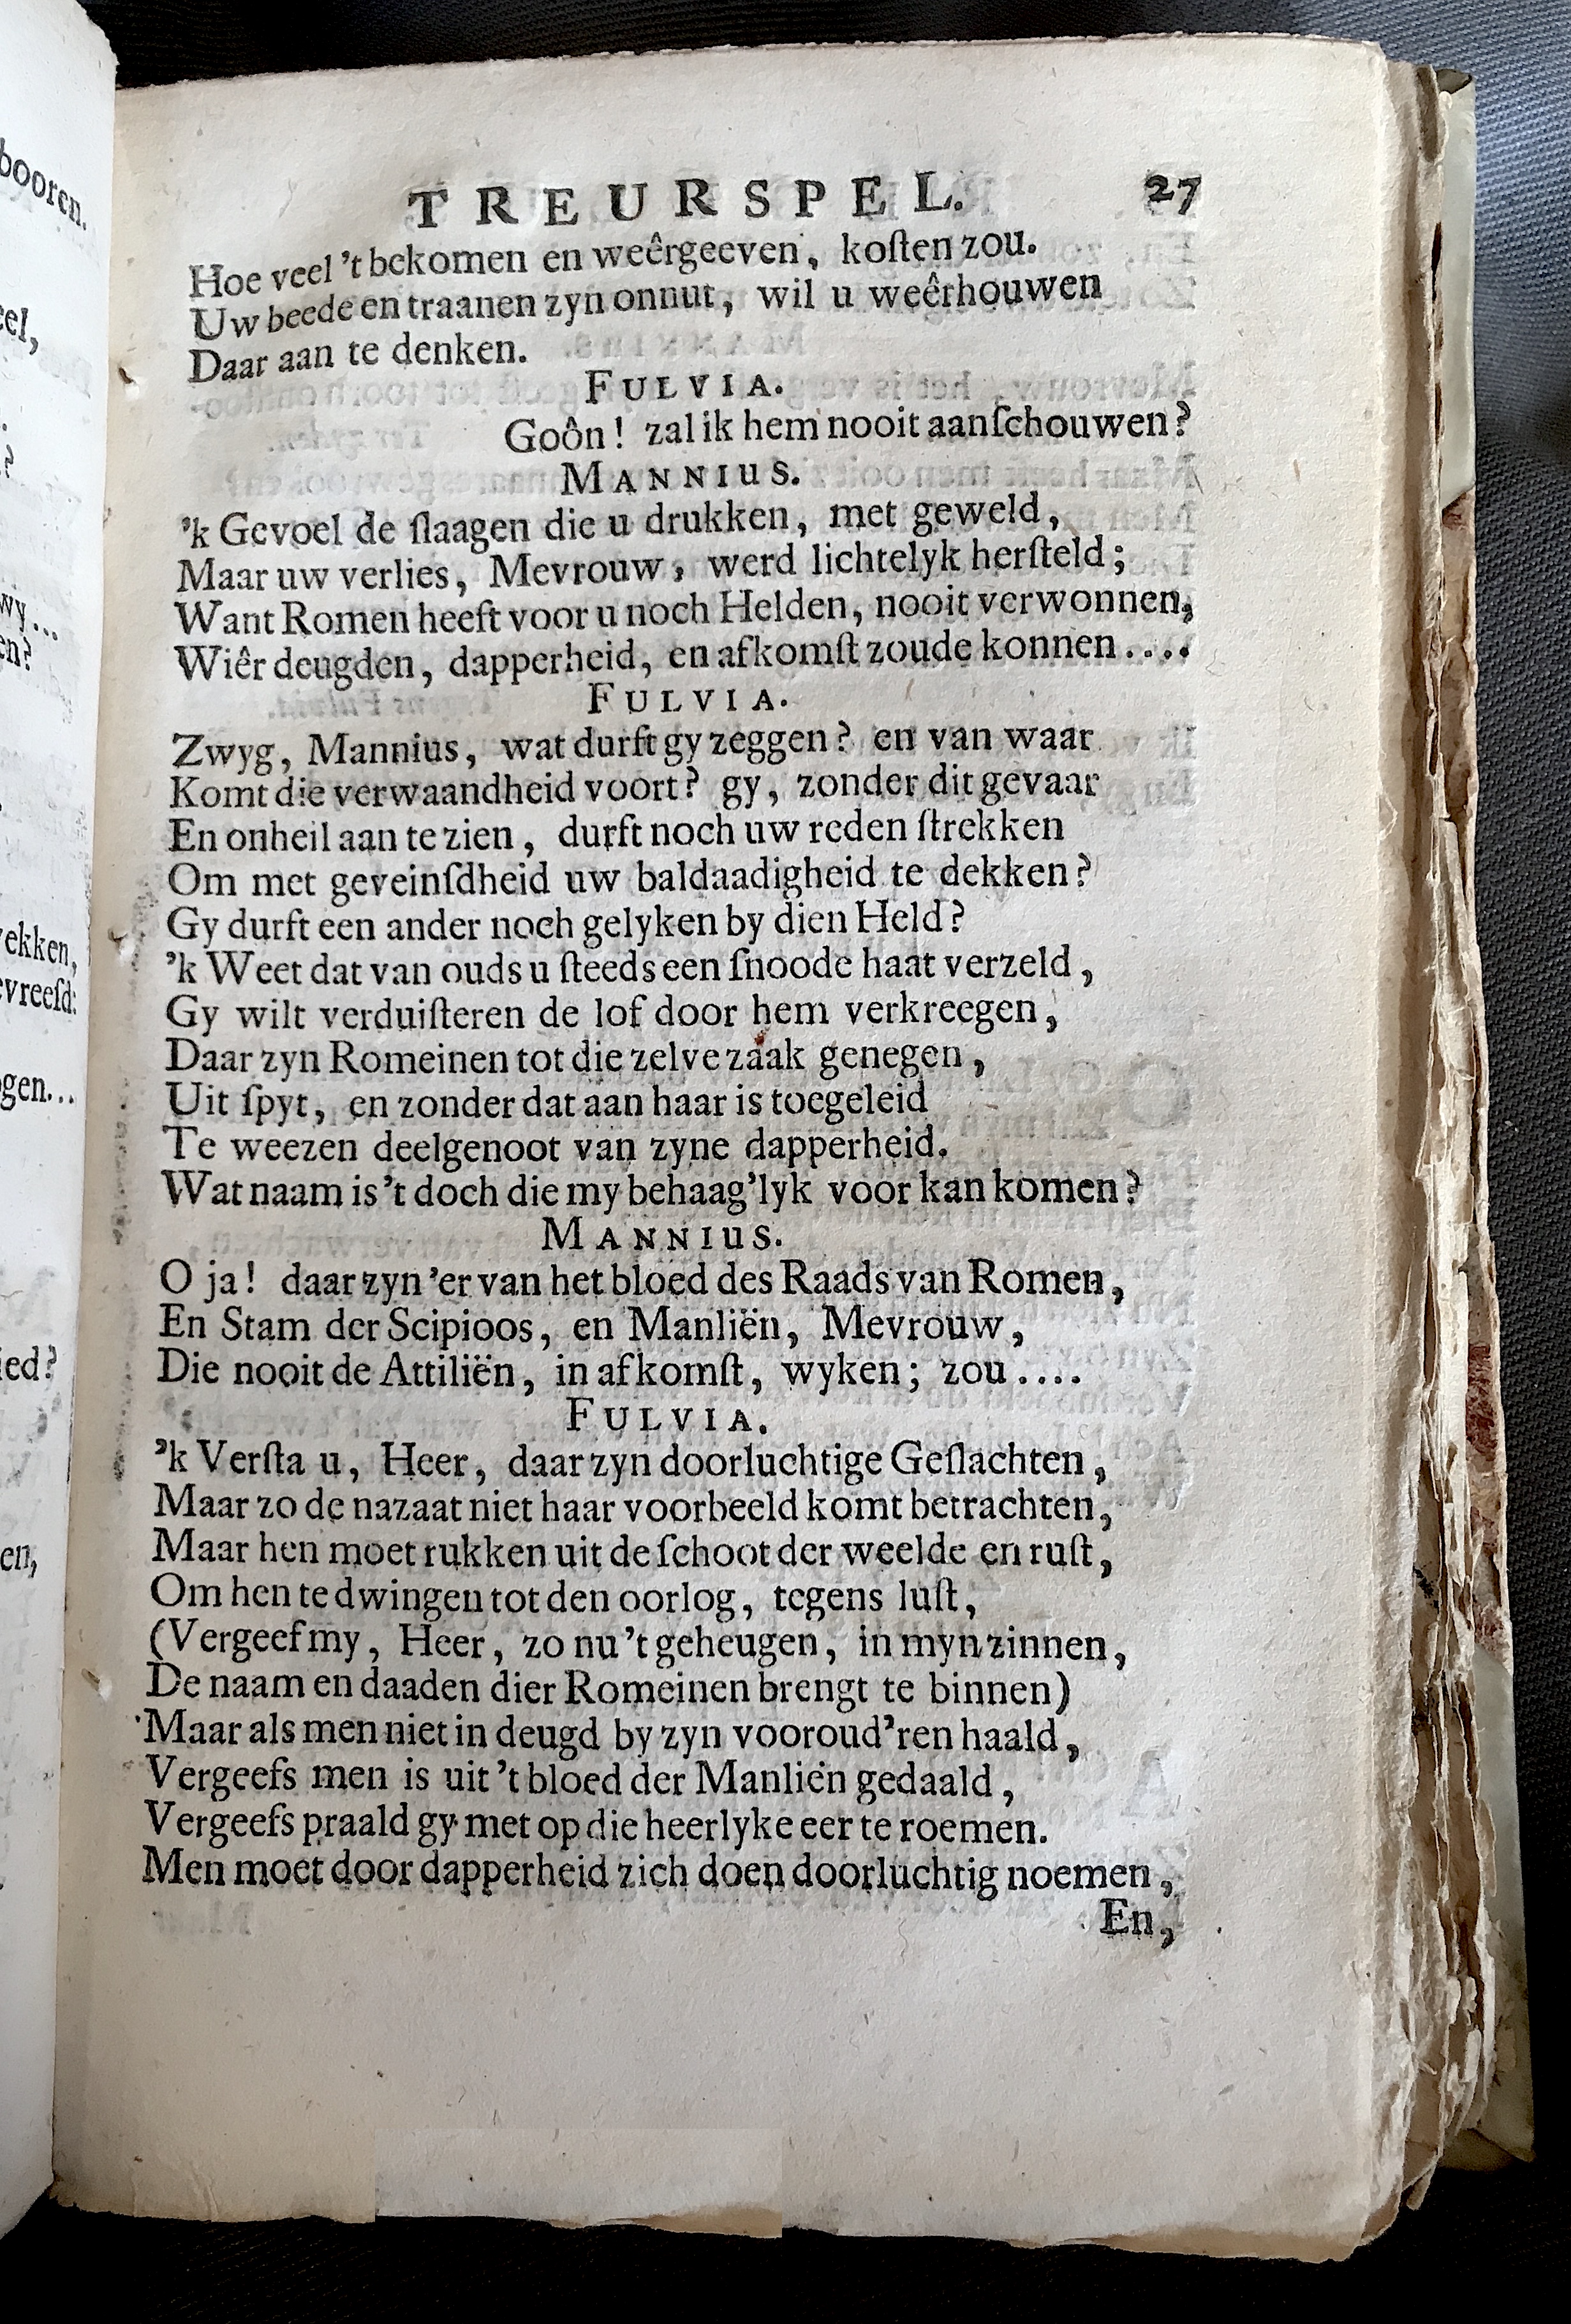 TREURSPEL. 27
Hoe veel 't bekomen en weêrgeeven, koſten zou.
Uw beede en traanen zyn onnut, wil u weêrhouwen
Daar aan te denken.
FULVIA.
Goôn! zal ik hem nooit aanſchouwen?
MANNIUS.
'k Gevoel de ſlaagen die u drukken, met geweld,
Maar uw verlies, Mevrouw, werd lichtelyk herſteld;
Want Romen heeft voor u noch Helden, nooit verwonnen,
Wiêr deugden, dapperheid, en afkomſt zoude konnen....
FULVIA.
Zwyg, Mannius, wat durft gy zeggen? en van waar
Komt die verwaandheid voort? gy, zonder dit gevaar
En onheil aan te zien, durft noch uw reden ſtrekken
Om met geveinſdheid uw baldaadigheid te dekken?
Gy durft een ander noch gelyken by dien Held?
'k Weet dat van ouds u ſteeds een ſnoode haat verzeld,
Gy wilt verduiſteren de lof door hem verkreegen,
Daar zyn Romeinen tot die zelve zaak genegen,
Uit ſpyt, en zonder dat aan haar is toegeleid
Te weezen deelgenoot van zyne dapperheid.
Wat naam is 't doch die my behaag'lyk voor kan komen?
MANNIUS.
O ja! daar zyn 'er van het bloed des Raads van Romen,
En Stam der Scipioos, en Manliën, Mevrouw,
Die nooit de Attiliën, in afkomſt, wyken; zou....
FULVIA.
'k Verſta u, Heer, daar zyn doorluchtige Geſlachten,
Maar zo de nazaat niet haar voorbeeld komt betrachten,
Maar hen moet rukken uit de ſchoot der weelde en ruſt,
Om hen te dwingen tot den oorlog, tegens luſt,
(Vergeef my, Heer, zo nu 't geheugen, in myn zinnen,
De naam en daaden dier Romeinen brengt te binnen)
Maar als men niet in deugd by zyn vooroud'ren haald,
Vergeefs men is uit 't bloed der Manliën gedaald,
Vergeefs praald gy met op die heerlyke eer te roemen.
Men moet door dapperheid zich doen doorluchtig noemen,
En,